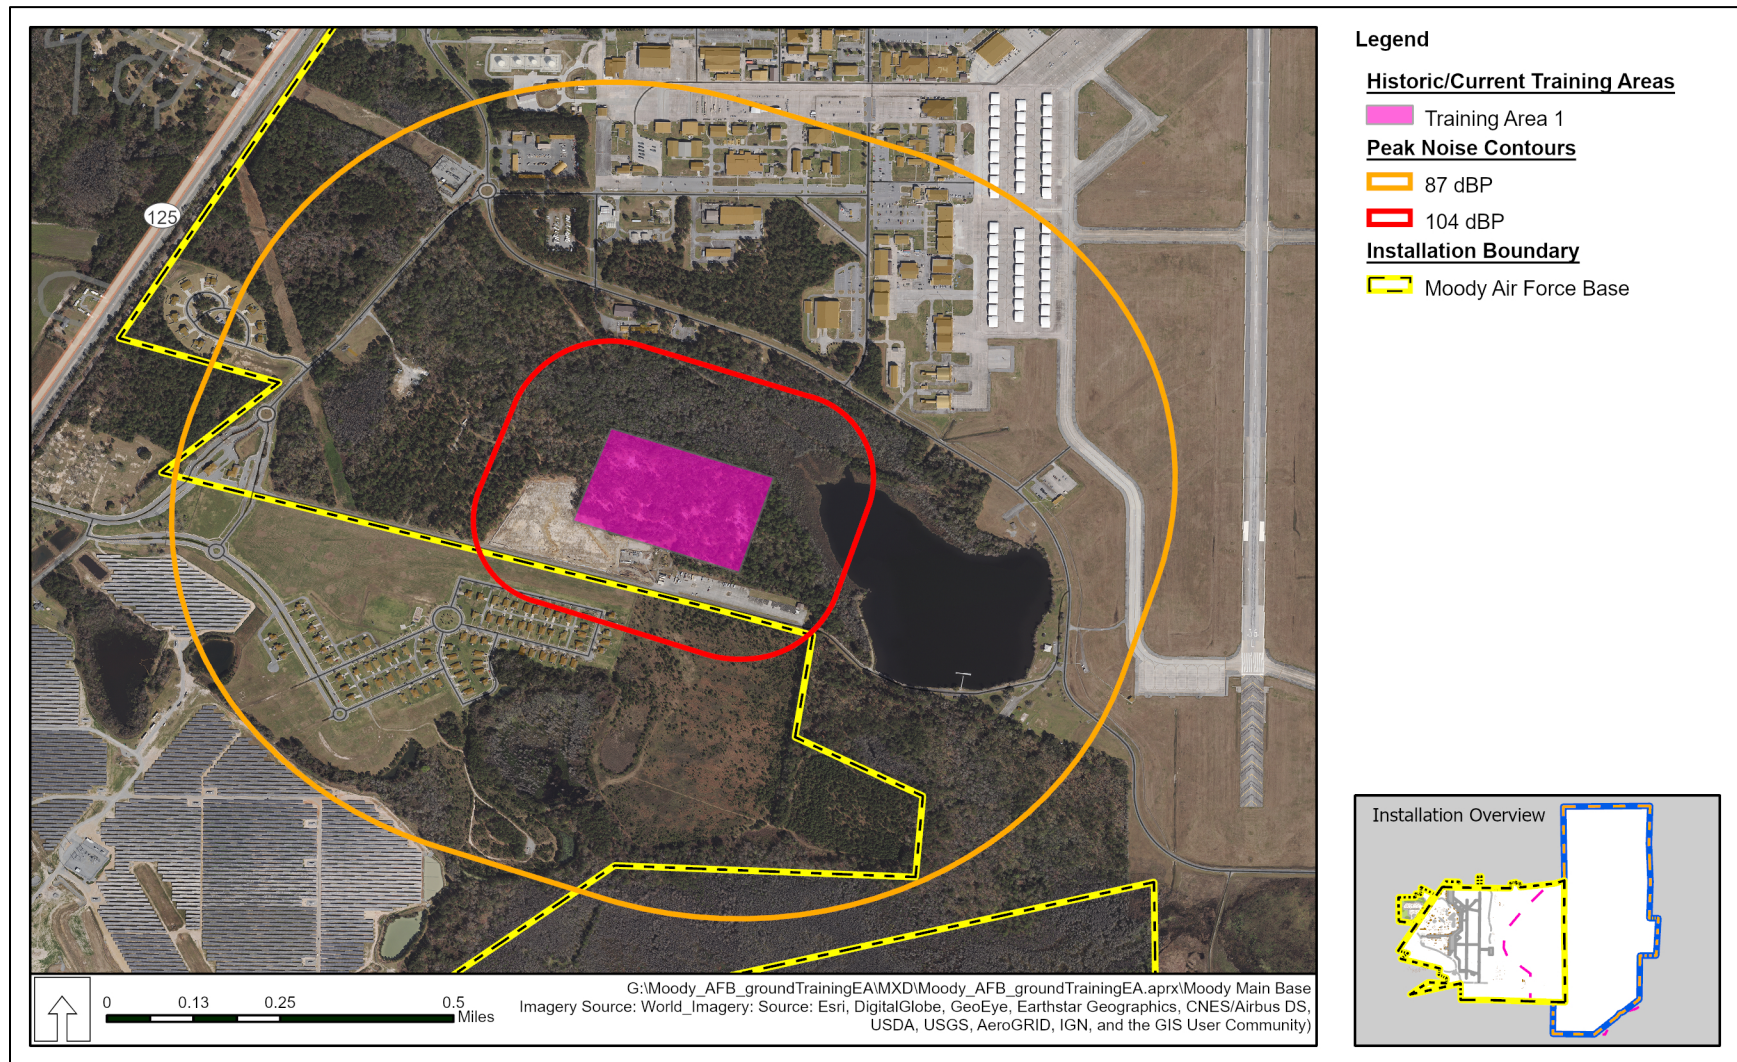 Legend
Historic/Current Training Areas
Training Area 1
Peak Noise Contours
87 dBP
104 dBP
Installation Boundary
Moody Air Force Base
125
Installation Overview
0 0.13 0.25 0.5
Miles
G:\Moody_AFB_groundTrainingEA\MXD\Moody_AFB_groundTrainingEA.aprx\Moody Main Base
Imagery Source: World_Imagery: Source: Esri, DigitalGlobe, GeoEye, Earthstar Geographics, CNES/Airbus DS,
USDA, USGS, AeroGRID, IGN, and the GIS User Community)